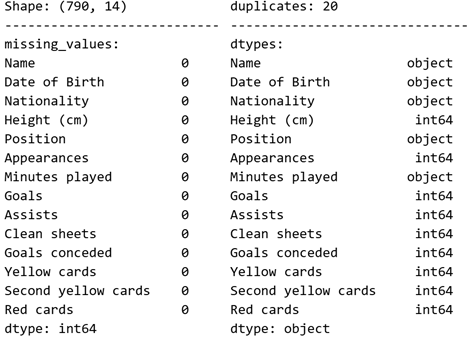 Shape: (790, 14)            duplicates: 20
---------------------------  ------------------------------
missing_values:              dtypes:
Name                    0    Name                    object
Date of Birth           0    Date of Birth           object
Nationality             0    Nationality             object
Height (cm)             0    Height (cm)              int64
Position                0    Position                object
Appearances             0    Appearances              int64
Minutes played          0    Minutes played          object
Goals                   0    Goals                    int64
Assists                 0    Assists                  int64
Clean sheets            0    Clean sheets             int64
Goals conceded          0    Goals conceded           int64
Yellow cards            0    Yellow cards             int64
Second yellow cards     0    Second yellow cards      int64
Red cards               0    Red cards                int64
dtype: int64                 dtype: object